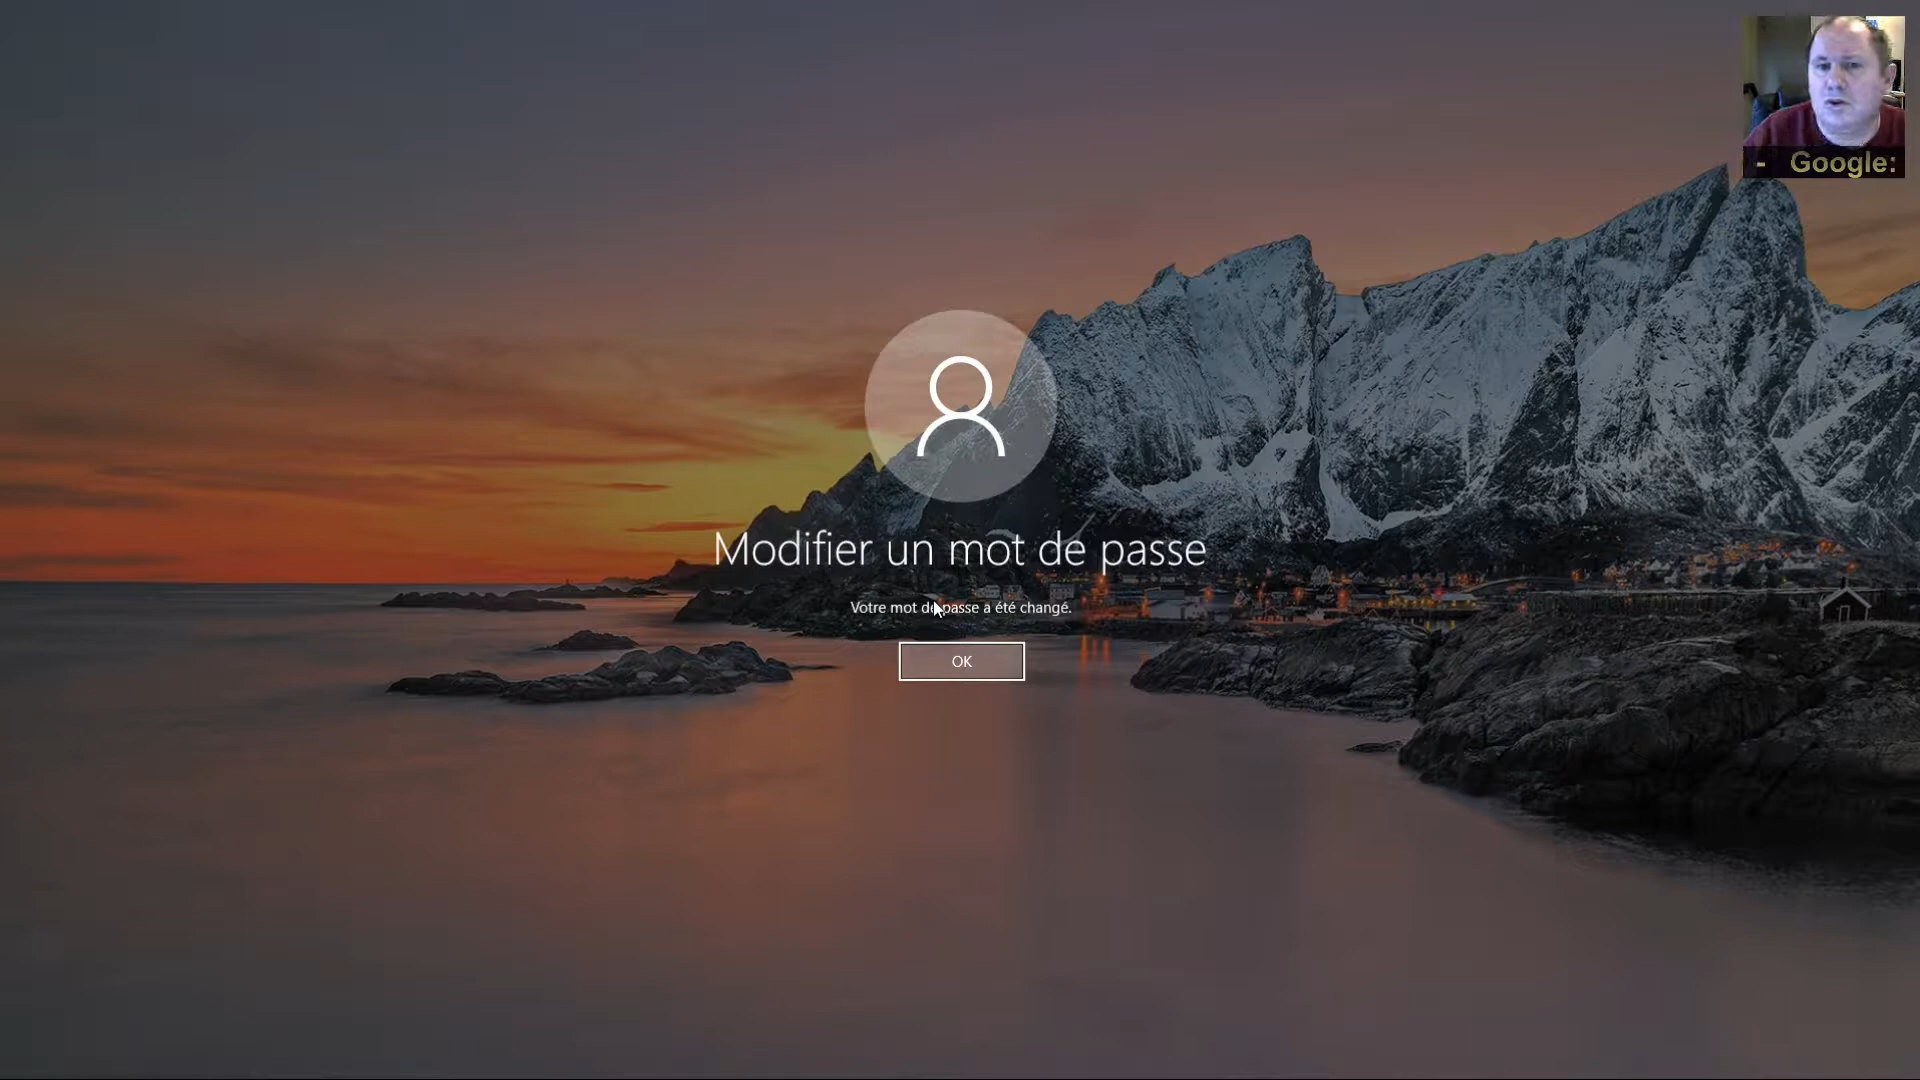 - Google:
Modifier un mot de passe
Votre mot de passe a été changé.
OK